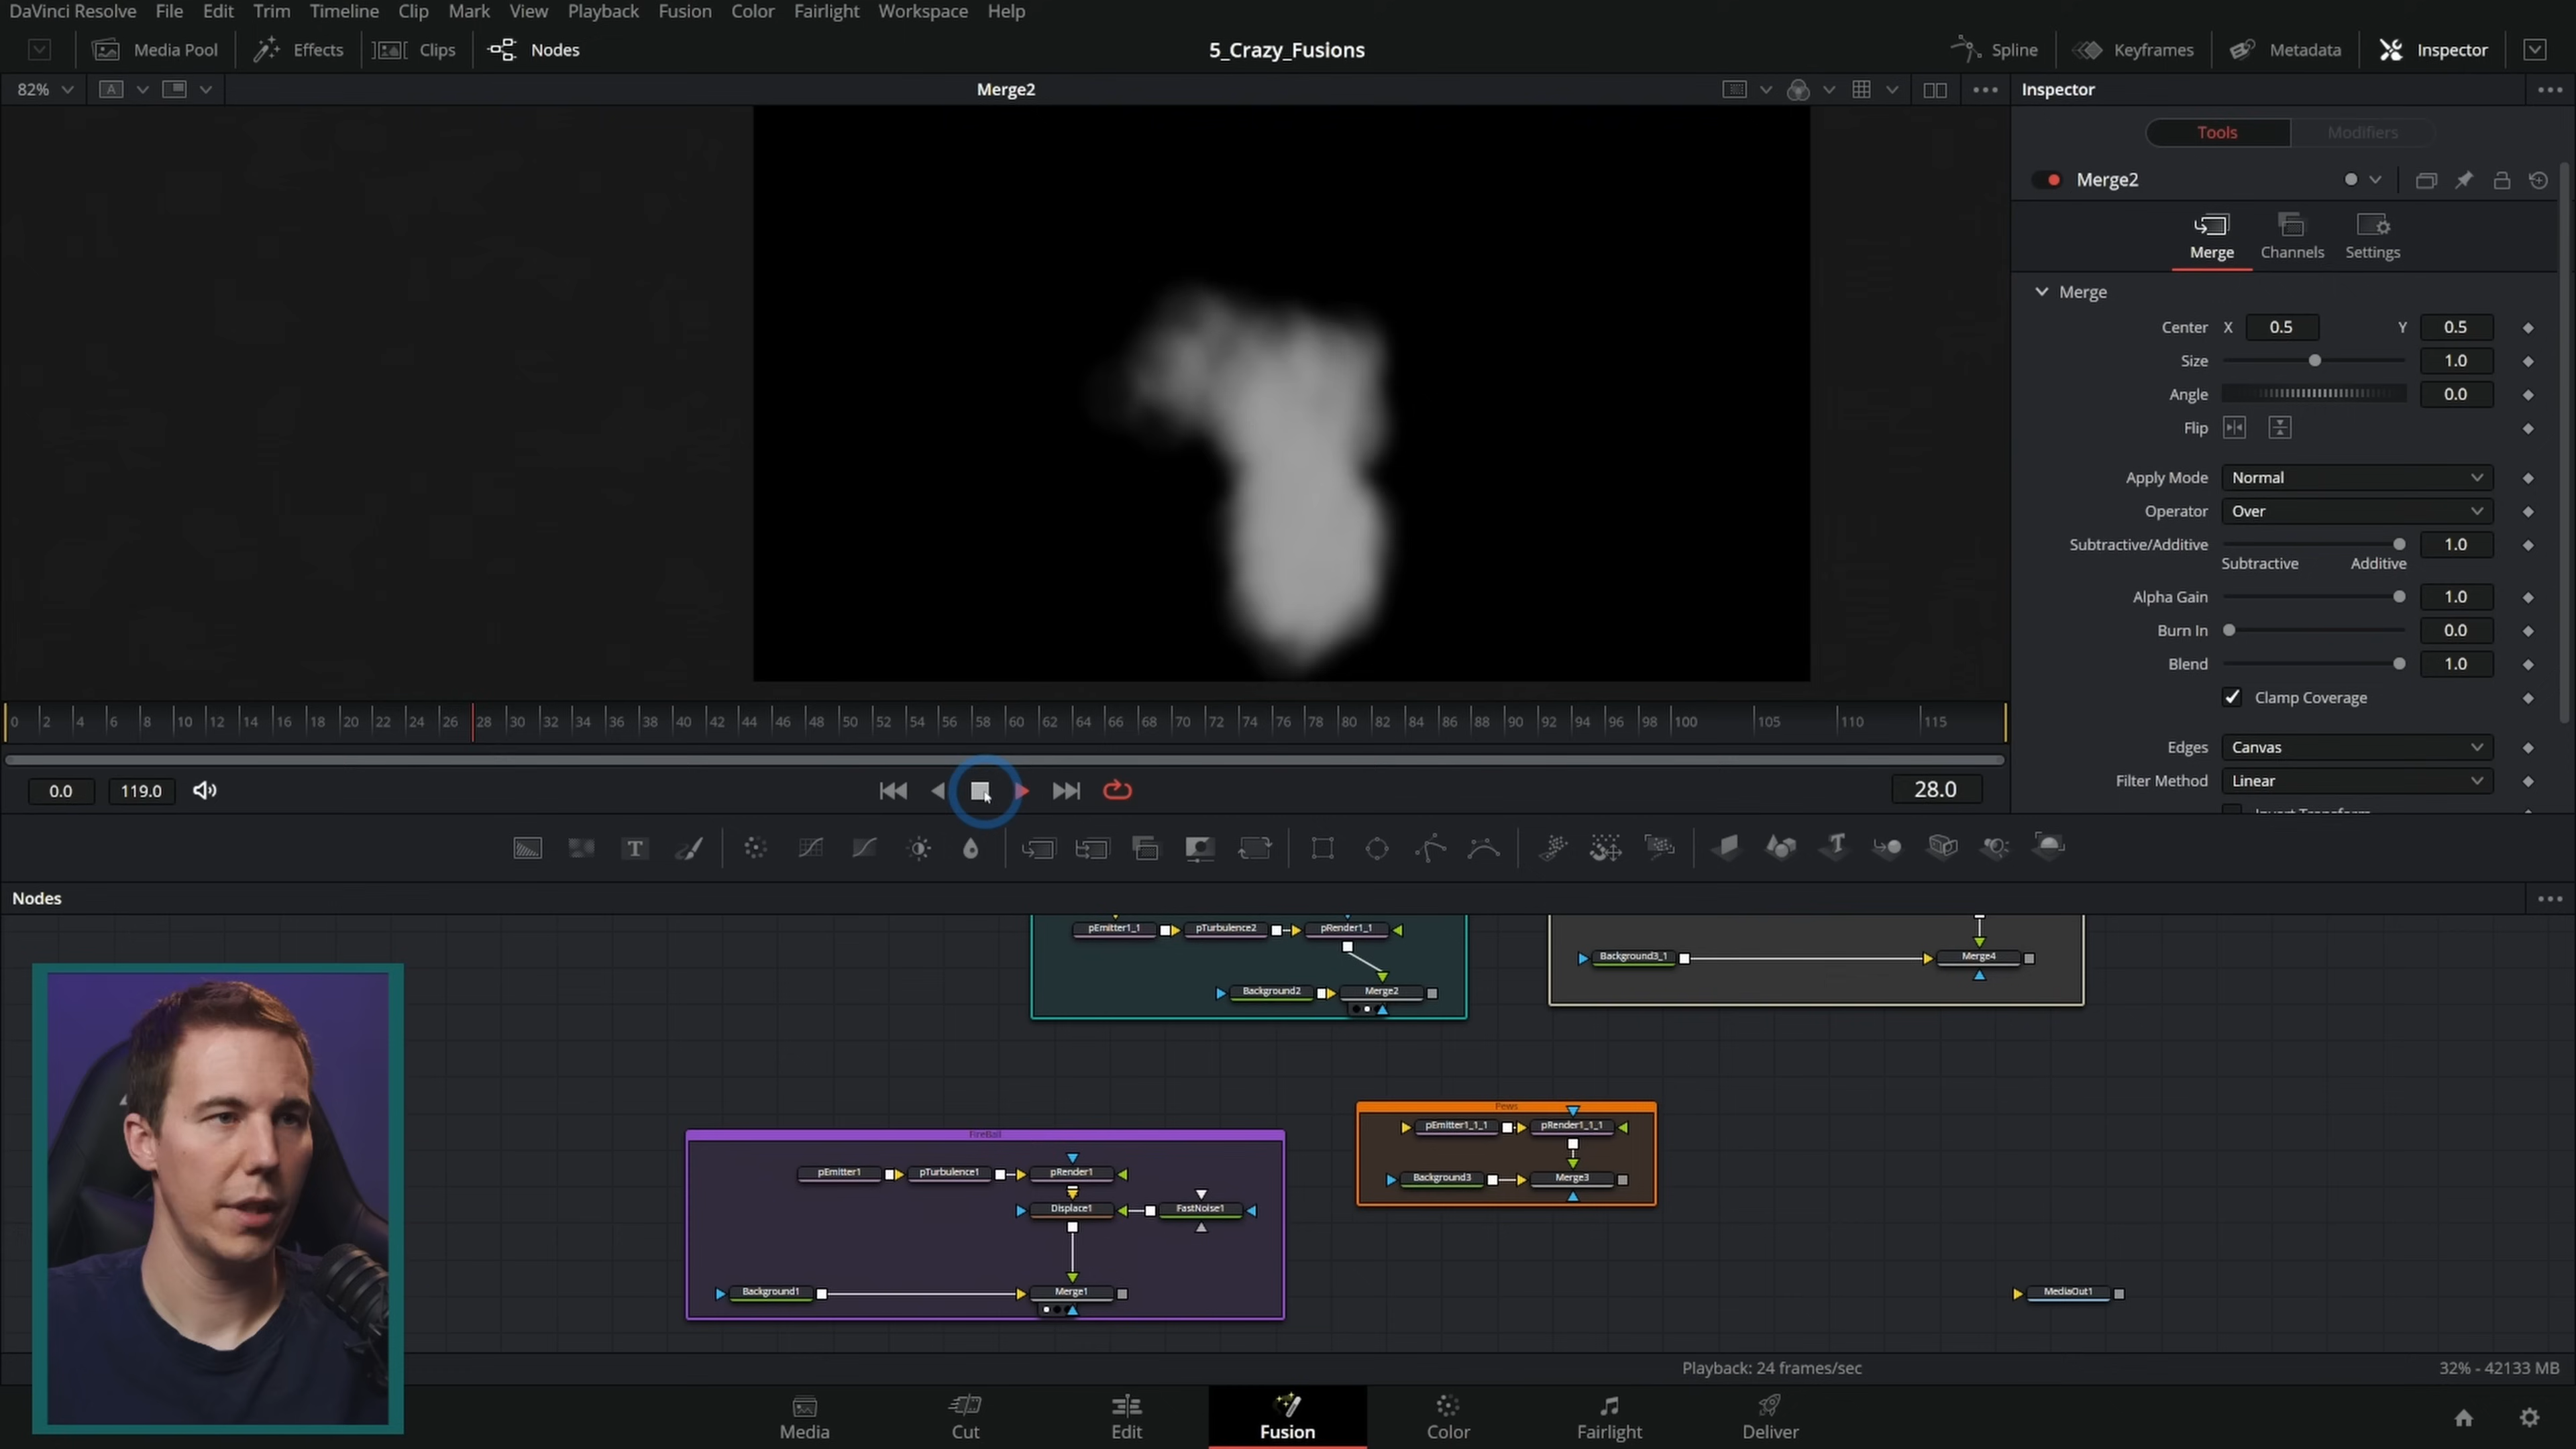 DaVinci Resolve File Edit Trim Timeline Clip Mark View Playback Fusion Color Fairlight Workspace Help
Media Pool Effects Clips Nodes 5_Crazy_Fusions Spline Keyframes Metadata Inspector
82% A Merge2 Inspector
Tools Modifiers
Merge2
Merge Channels Settings
Merge
Center X 0.5 Y 0.5
Size 1.0
Angle 0.0
Flip
Apply Mode Normal
Operator Over
Subtractive/Additive 1.0
Subtractive Additive
Alpha Gain 1.0
Burn In 0.0
Blend 1.0
Clamp Coverage
Edges Canvas
Filter Method Linear
Invert Transform
0 2 4 6 8 10 12 14 16 18 20 22 24 26 28 30 32 34 36 38 40 42 44 46 48 50 52 54 56 58 60 62 64 66 68 70 72 74 76 78 80 82 84 86 88 90 92 94 96 98 100 105 110 115
0.0 119.0 28.0
T T
Nodes
pEmitter1_1 pTurbulence2 pRender1_1
Background3_1 Merge4
Background2 Merge2
Pews
pEmitter1_1_1 pRender1_1_1
FireBall
pEmitter1 pTurbulence1 pRender1
Background3 Merge3
Displace1 FastNoise1
Background1 Merge1 MediaOut1
Playback: 24 frames/sec 32% - 42133 MB
Media Cut Edit Fusion Color Fairlight Deliver